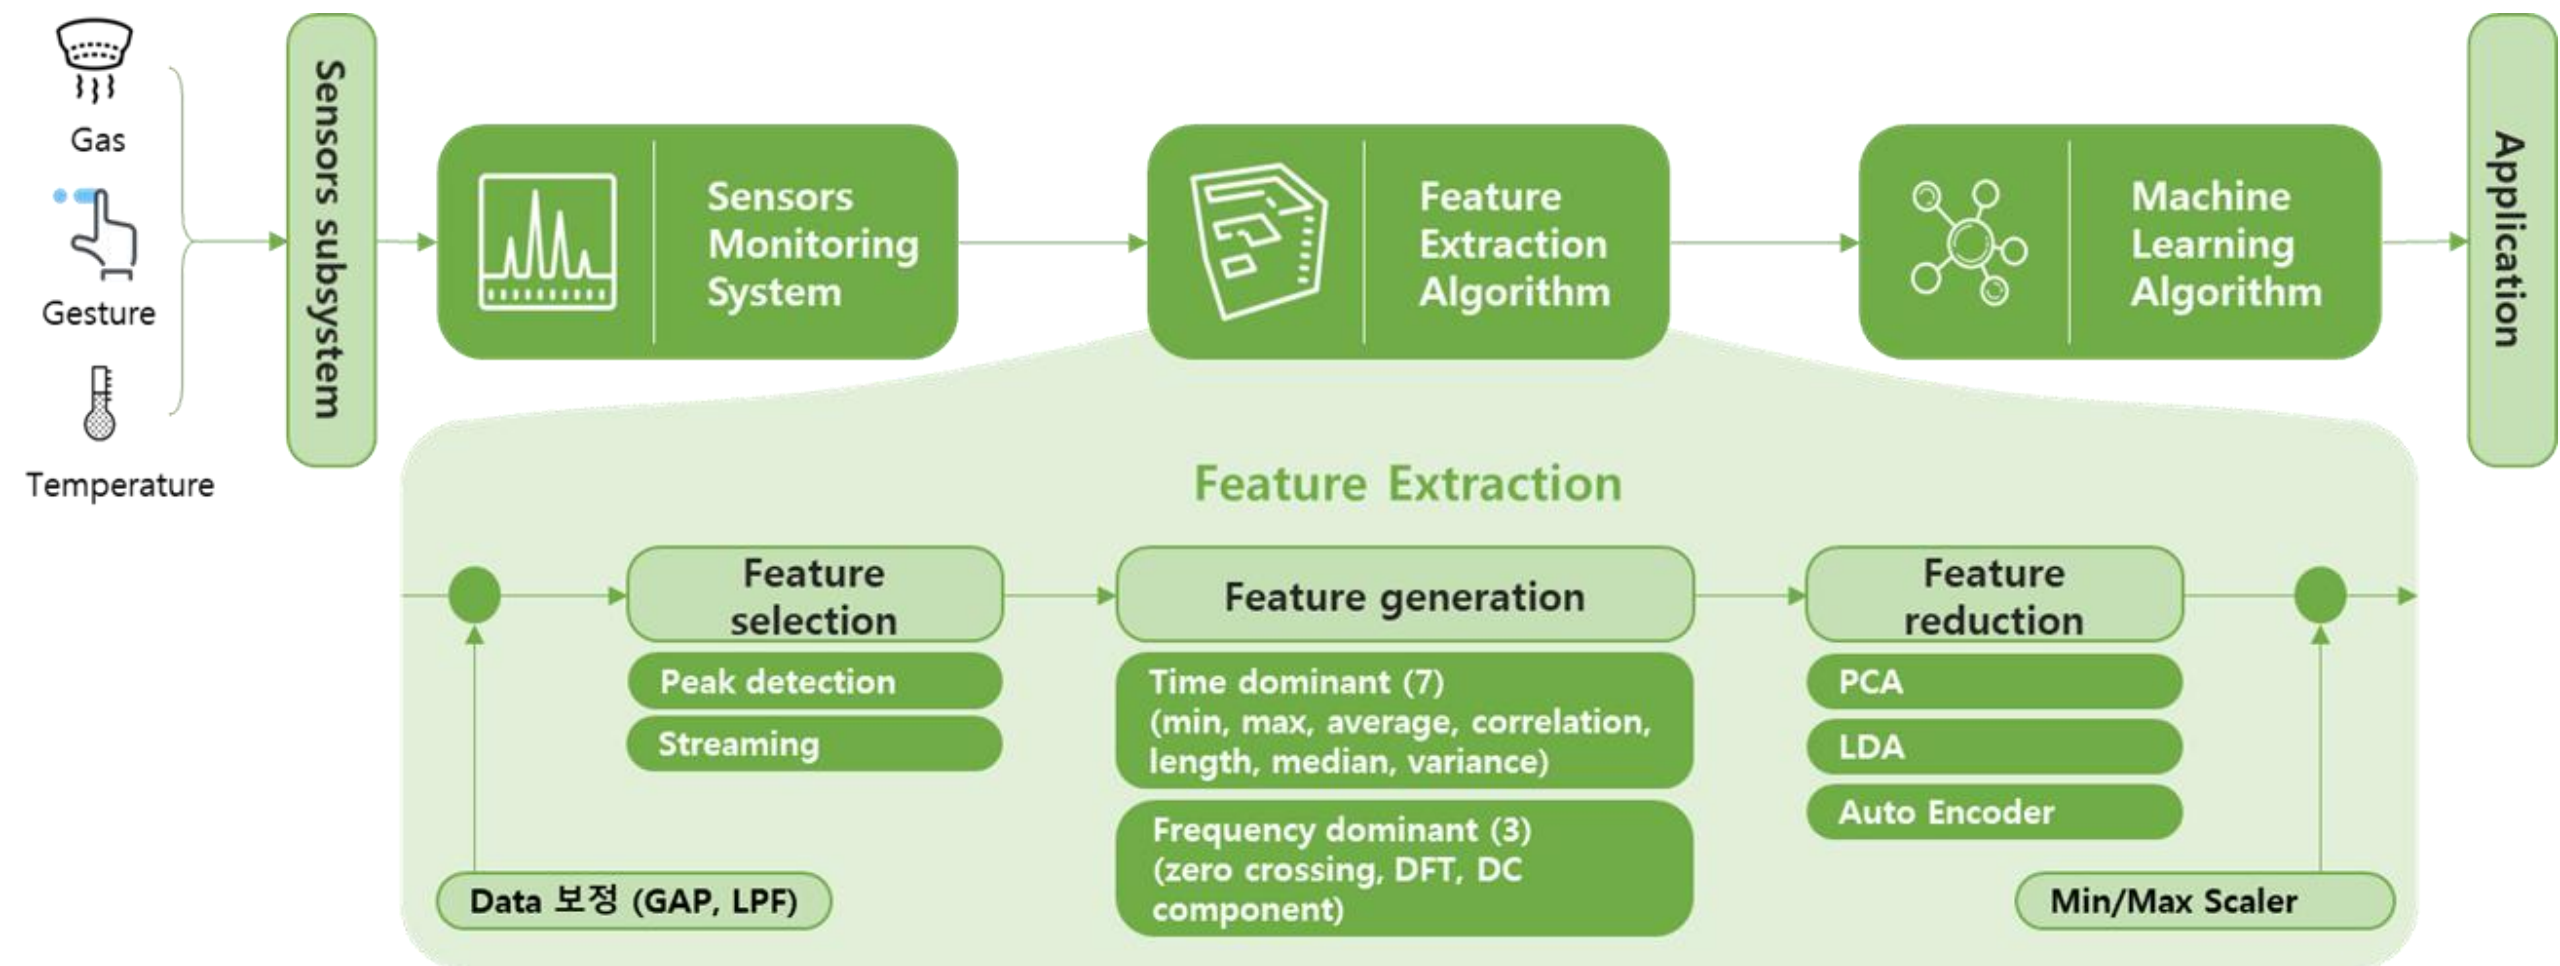 Gas
Gesture
Temperature
Sensors subsystem
Sensors
Monitoring
System
Feature
Extraction
Algorithm
Machine
Learning
Algorithm
Application
Feature Extraction
Feature
selection
Peak detection
Streaming
Feature generation
Time dominant (7)
(min, max, average, correlation,
length, median, variance)
Frequency dominant (3)
(zero crossing, DFT, DC
component)
Feature
reduction
PCA
LDA
Auto Encoder
Data 보정 (GAP, LPF)
Min/Max Scaler